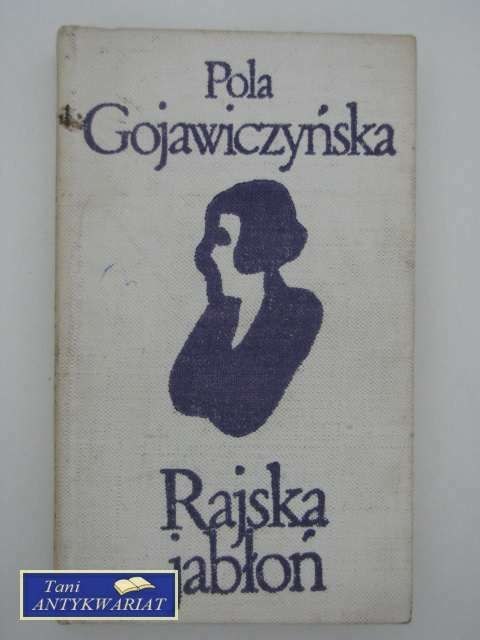 Pola
Gojawiczyńska
Rajska
jabłoń
Tani
ANTYKWARIAT